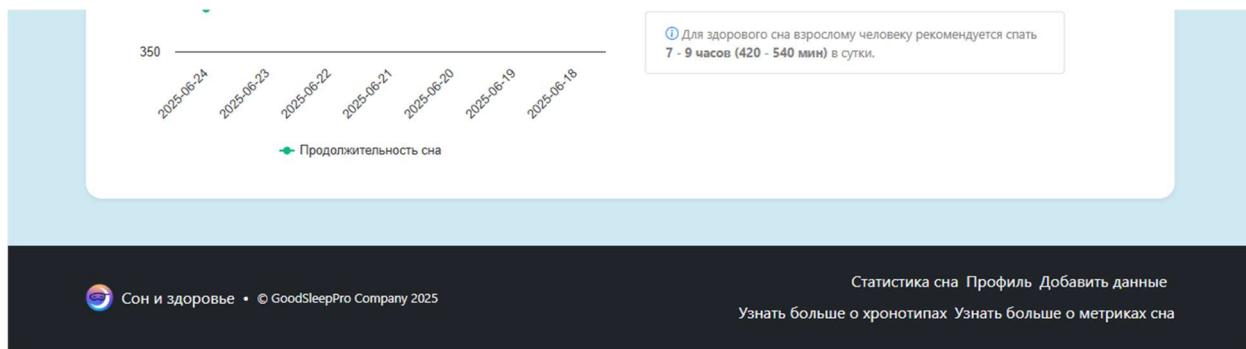 350
2025-06-24
2025-06-23
2025-06-22
2025-06-21
2025-06-20
2025-06-19
2025-06-18
Продолжительность сна
Для здорового сна взрослому человеку рекомендуется спать
7 - 9 часов (420 - 540 мин) в сутки.
Сон и здоровье • © GoodSleepPro Company 2025
Статистика сна Профиль Добавить данные
Узнать больше о хронотипах Узнать больше о метриках сна